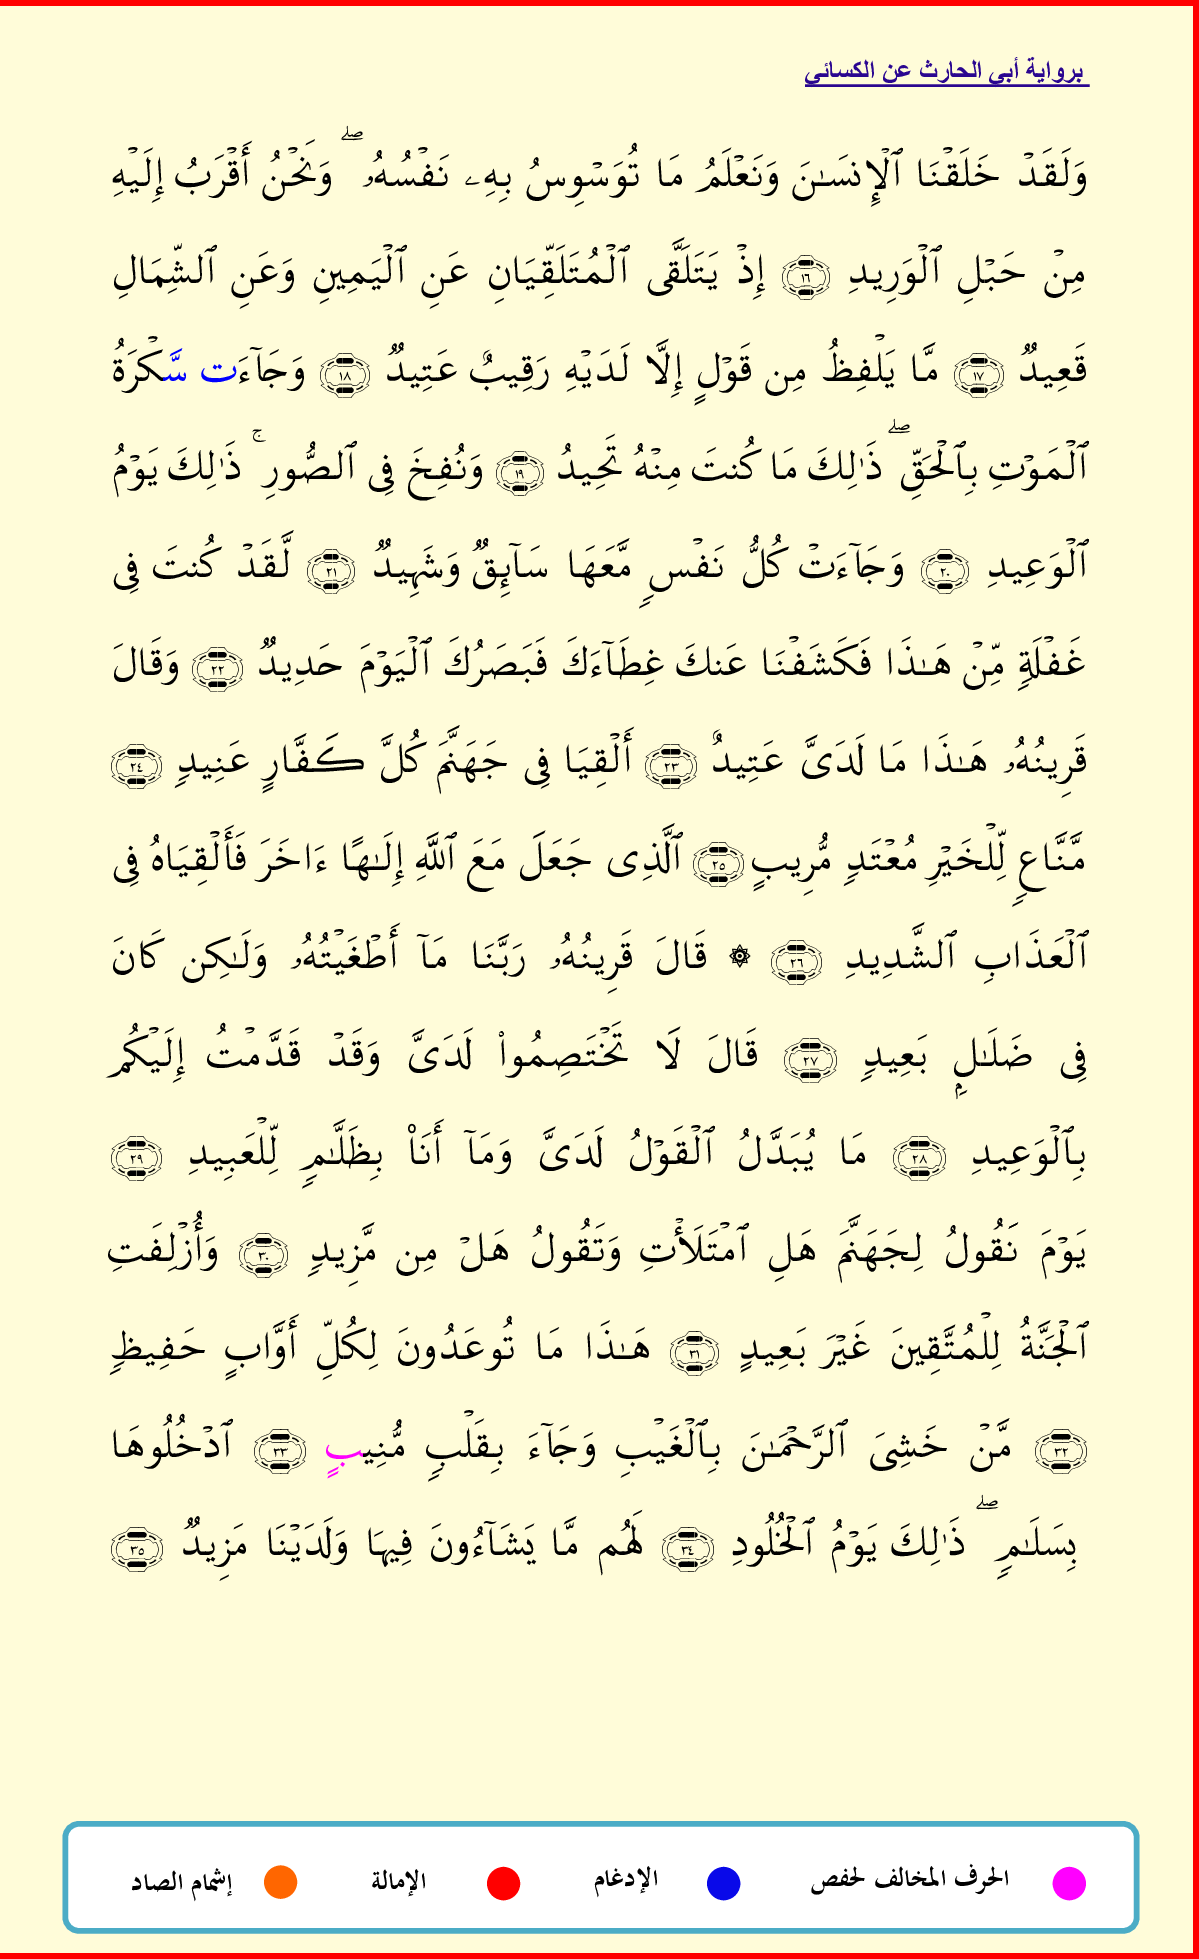 برواية أبي الحارث عن الكسائي
وَلَقَدۡ خَلَقۡنَا ٱلۡإِنسَـٰنَ وَنَعۡلَمُ مَا تُوَسۡوِسُ بِهِۦ نَفۡسُهُۥۖ وَنَحۡنُ أَقۡرَبُ إِلَيۡهِ
مِنۡ حَبۡلِ ٱلۡوَرِيدِ ١٦ إِذۡ يَتَلَقَّى ٱلۡمُتَلَقِّيَانِ عَنِ ٱلۡيَمِينِ وَعَنِ ٱلشِّمَالِ
قَعِيدٌ ١٧ مَّا يَلۡفِظُ مِن قَوۡلٍ إِلَّا لَدَيۡهِ رَقِيبٌ عَتِيدٌ ١٨ وَجَآءَت سَّكۡرَةُ
ٱلۡمَوۡتِ بِٱلۡحَقِّۖ ذَٰلِكَ مَا كُنتَ مِنۡهُ تَحِيدُ ١٩ وَنُفِخَ فِى ٱلصُّورِۚ ذَٰلِكَ يَوۡمُ
ٱلۡوَعِيدِ ٢٠ وَجَآءَتۡ كُلُّ نَفۡسٍ مَّعَهَا سَآئِقٌ وَشَهِيدٌ ٢١ لَّقَدۡ كُنتَ فِى
غَفۡلَةٍ مِّنۡ هَـٰذَا فَكَشَفۡنَا عَنكَ غِطَآءَكَ فَبَصَرُكَ ٱلۡيَوۡمَ حَدِيدٌ ٢٢ وَقَالَ
قَرِينُهُۥ هَـٰذَا مَا لَدَىَّ عَتِيدٌ ٢٣ أَلۡقِيَا فِى جَهَنَّمَ كُلَّ كَفَّارٍ عَنِيدٍ ٢٤
مَّنَّاعٍ لِّلۡخَيۡرِ مُعۡتَدٍ مُّرِيبٍ ٢٥ ٱلَّذِى جَعَلَ مَعَ ٱللَّهِ إِلَـٰهًا ءَاخَرَ فَأَلۡقِيَاهُ فِى
ٱلۡعَذَابِ ٱلشَّدِيدِ ٢٦ ۞ قَالَ قَرِينُهُۥ رَبَّنَا مَآ أَطۡغَيۡتُهُۥ وَلَـٰكِن كَانَ
فِى ضَلَـٰلٍۭ بَعِيدٍ ٢٧ قَالَ لَا تَخۡتَصِمُواْ لَدَىَّ وَقَدۡ قَدَّمۡتُ إِلَيۡكُم
بِٱلۡوَعِيدِ ٢٨ مَا يُبَدَّلُ ٱلۡقَوۡلُ لَدَىَّ وَمَآ أَنَا۠ بِظَلَّـٰمٍ لِّلۡعَبِيدِ ٢٩
يَوۡمَ نَقُولُ لِجَهَنَّمَ هَلِ ٱمۡتَلَأۡتِ وَتَقُولُ هَلۡ مِن مَّزِيدٍ ٣٠ وَأُزۡلِفَتِ
ٱلۡجَنَّةُ لِلۡمُتَّقِينَ غَيۡرَ بَعِيدٍ ٣١ هَـٰذَا مَا تُوعَدُونَ لِكُلِّ أَوَّابٍ حَفِيظٍ
٣٢ مَّنۡ خَشِىَ ٱلرَّحۡمَـٰنَ بِٱلۡغَيۡبِ وَجَآءَ بِقَلۡبٍ مُّنِيبٍ ٣٣ ٱدۡخُلُوهَا
بِسَلَـٰمٍۖ ذَٰلِكَ يَوۡمُ ٱلۡخُلُودِ ٣٤ لَهُم مَّا يَشَآءُونَ فِيهَا وَلَدَيۡنَا مَزِيدٌ ٣٥
الحرف المخالف لحفص الإدغام الإمالة إشمام الصاد